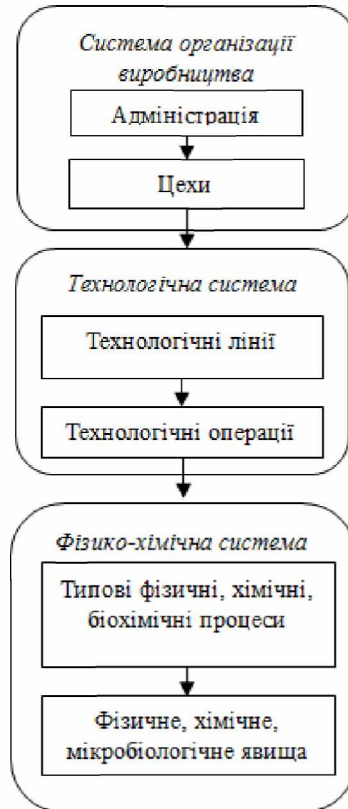 Система організації
виробництва
Адміністрація
Цехи
Технологічна система
Технологічні лінії
Технологічні операції
Фізико-хімічна система
Типові фізичні, хімічні,
біохімічні процеси
Фізичне, хімічне,
мікробіологічне явища